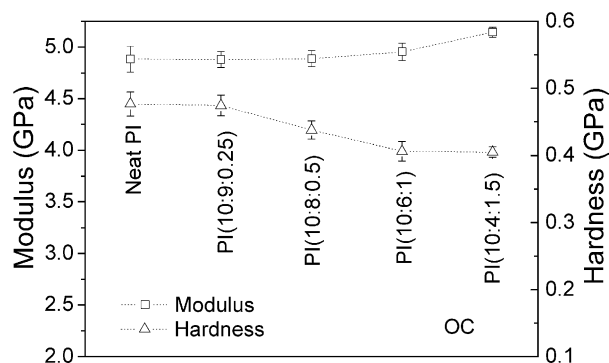 5.0
4.5
4.0
3.5
3.0
2.5
2.0
Modulus (GPa)
0.6
0.5
0.4
0.3
0.2
0.1
Hardness (GPa)
Neat PI
PI(10:9:0.25)
PI(10:8:0.5)
PI(10:6:1)
PI(10:4:1.5)
Modulus
Hardness
OC